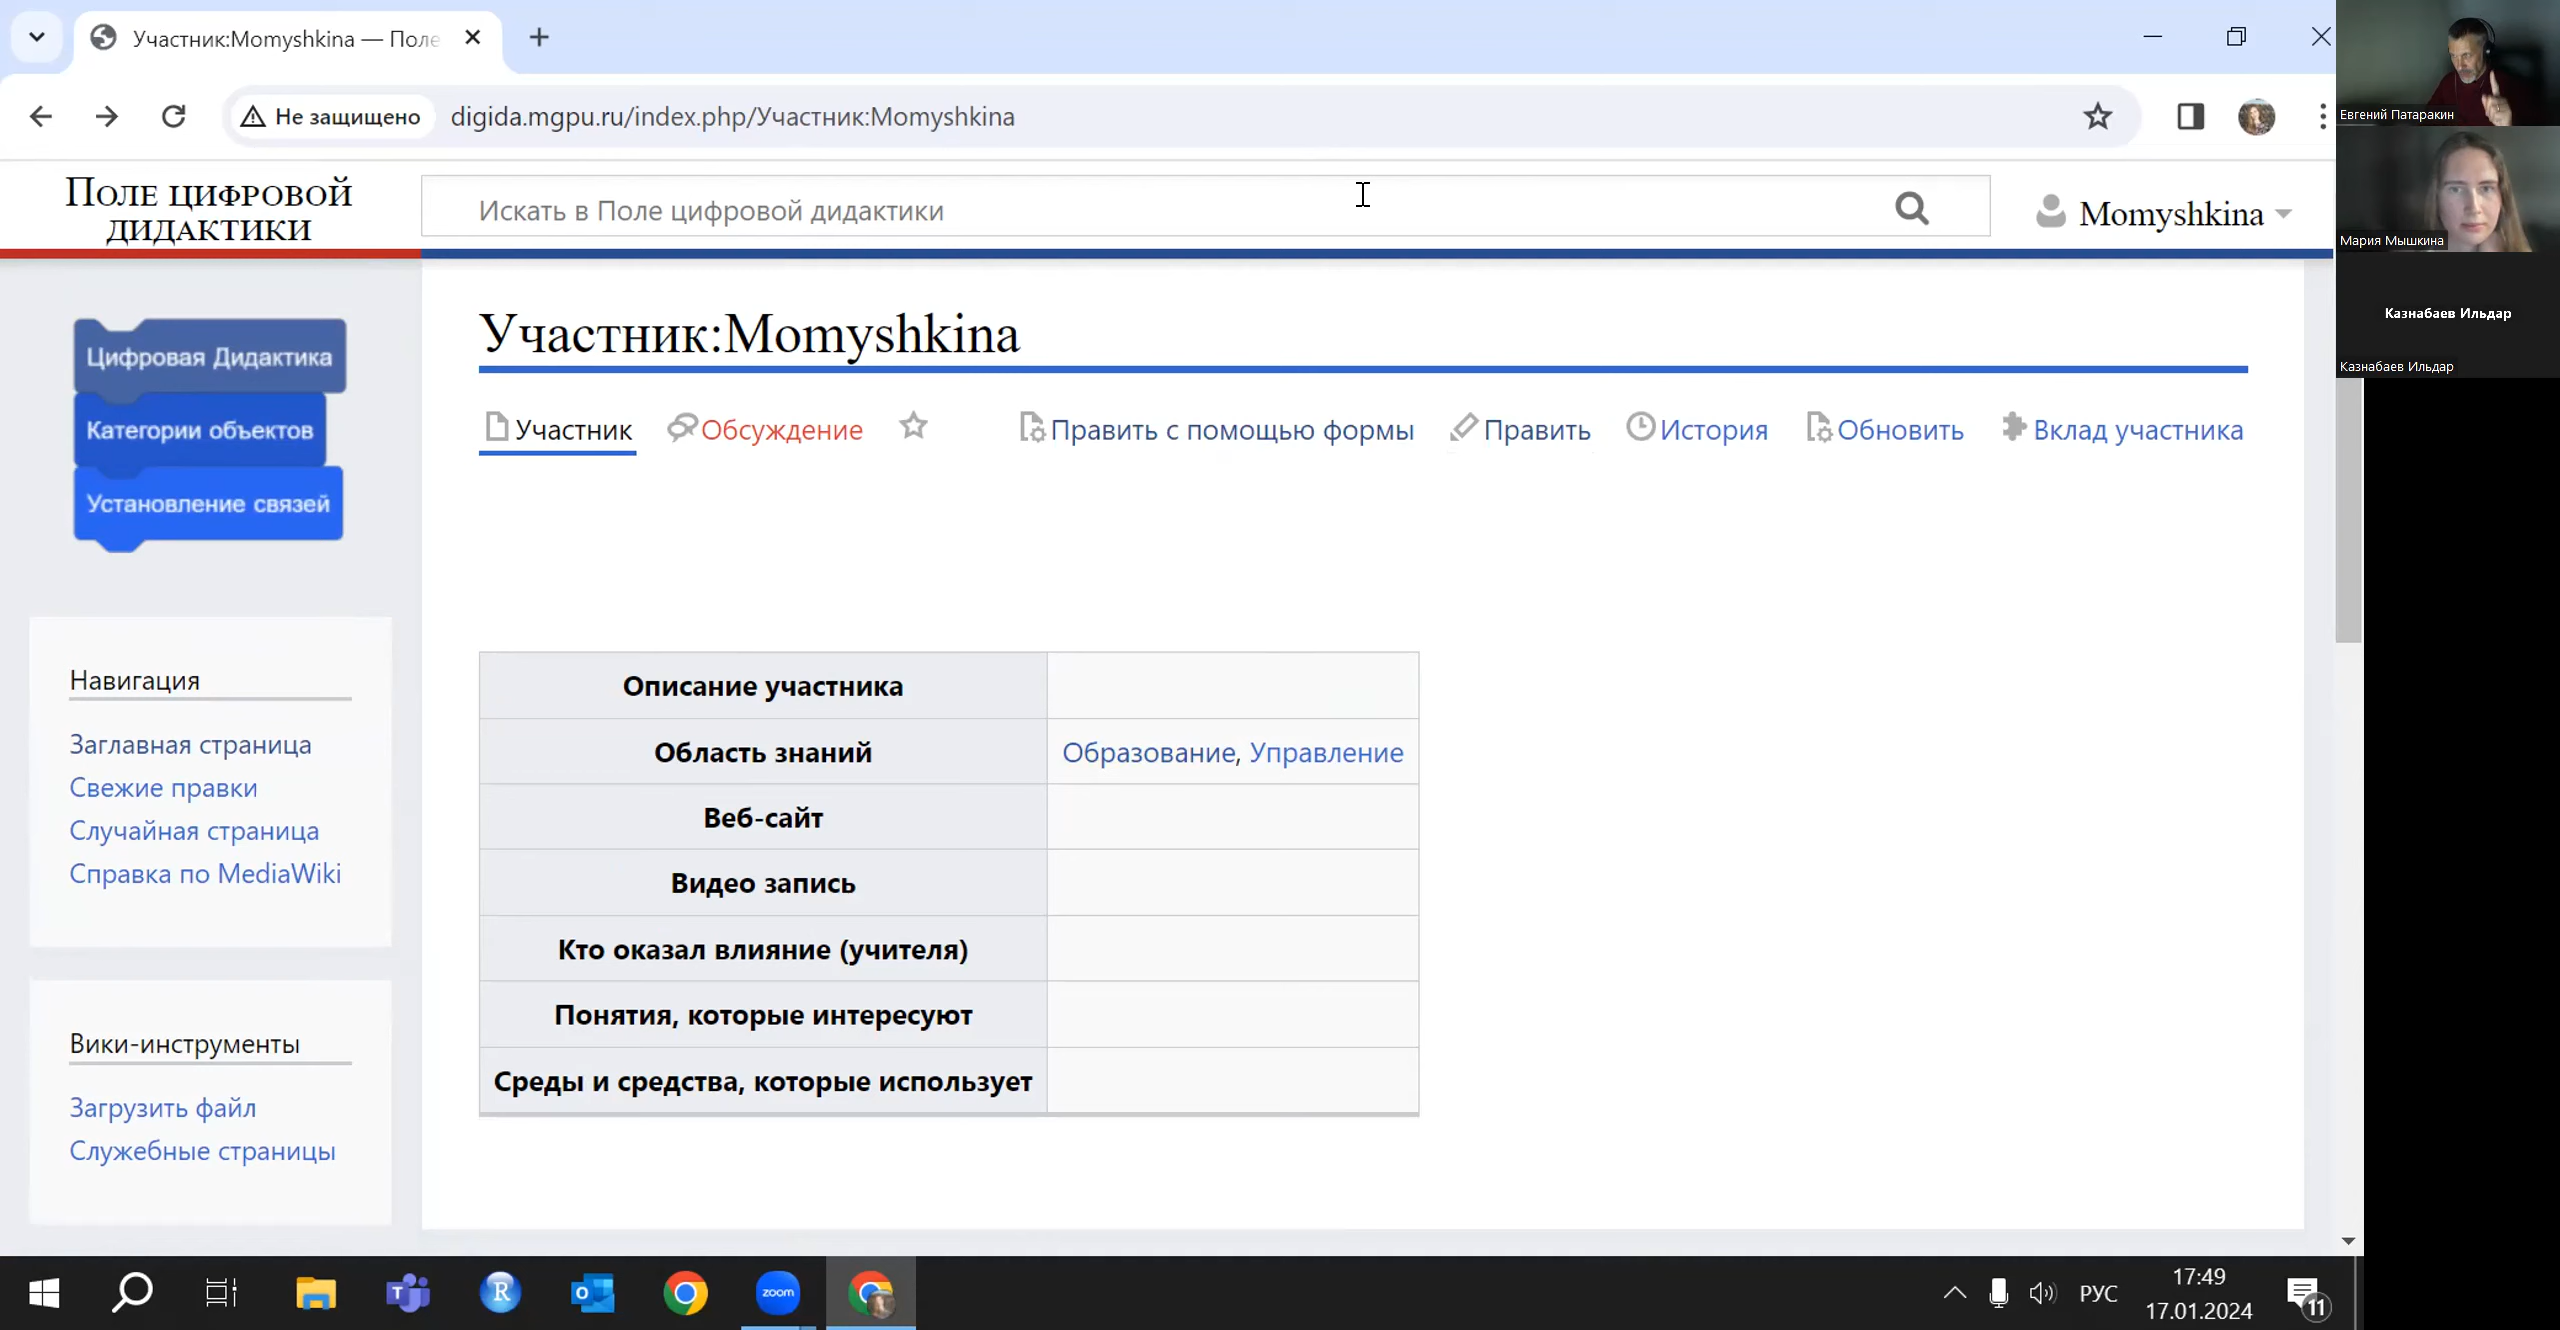 Участник:Momyshkina — Поле
Не защищено
digida.mgpu.ru/index.php/Участник:Momyshkina
Поле цифровой
дидактики
Искать в Поле цифровой дидактики
Momyshkina
Евгений Патаракин
Мария Мышкина
Казнабаев Ильдар
Казнабаев Ильдар
Цифровая Дидактика
Категории объектов
Установление связей
Участник:Momyshkina
Участник
Обсуждение
Править с помощью формы
Править
История
Обновить
Вклад участника
Навигация
Заглавная страница
Свежие правки
Случайная страница
Справка по MediaWiki
Вики-инструменты
Загрузить файл
Служебные страницы
Описание участника
Область знаний
Образование, Управление
Веб-сайт
Видео запись
Кто оказал влияние (учителя)
Понятия, которые интересуют
Среды и средства, которые использует
T
R
O
zoom
РУС
17:49
17.01.2024
11